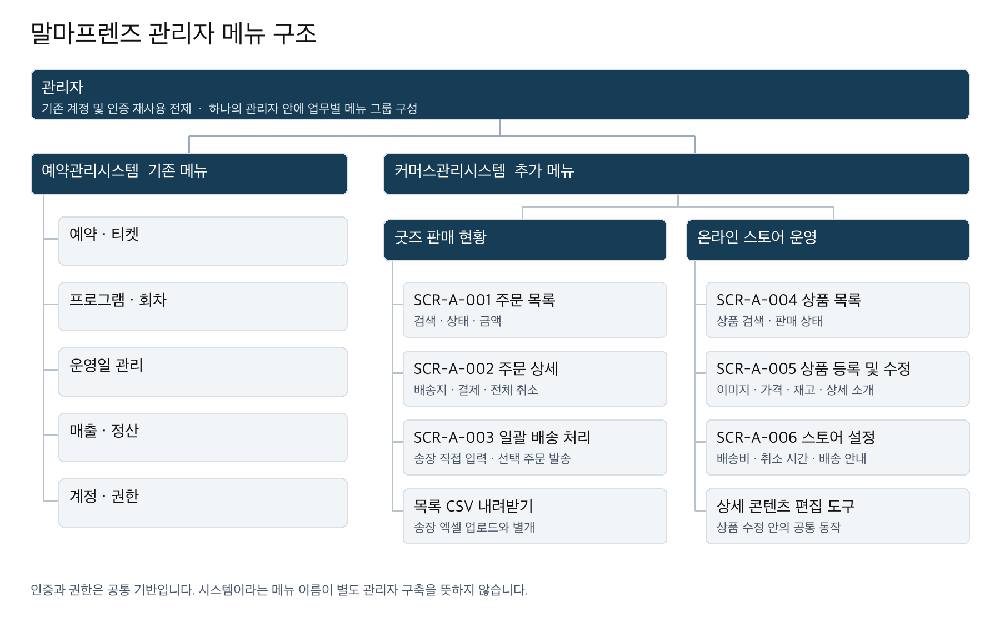 말마프렌즈 관리자 메뉴 구조
관리자
기존 계정 및 인증 재사용 전제 · 하나의 관리자 안에 업무별 메뉴 그룹 구성
예약관리시스템 기존 메뉴
예약 · 티켓
프로그램 · 회차
운영일 관리
매출 · 정산
계정 · 권한
커머스관리시스템 추가 메뉴
굿즈 판매 현황
SCR-A-001 주문 목록
검색 · 상태 · 금액
SCR-A-002 주문 상세
배송지 · 결제 · 전체 취소
SCR-A-003 일괄 배송 처리
송장 직접 입력 · 선택 주문 발송
목록 CSV 내려받기
송장 엑셀 업로드와 별개
온라인 스토어 운영
SCR-A-004 상품 목록
상품 검색 · 판매 상태
SCR-A-005 상품 등록 및 수정
이미지 · 가격 · 재고 · 상세 소개
SCR-A-006 스토어 설정
배송비 · 취소 시간 · 배송 안내
상세 콘텐츠 편집 도구
상품 수정 안의 공통 동작
인증과 권한은 공통 기반입니다. 시스템이라는 메뉴 이름이 별도 관리자 구축을 뜻하지 않습니다.